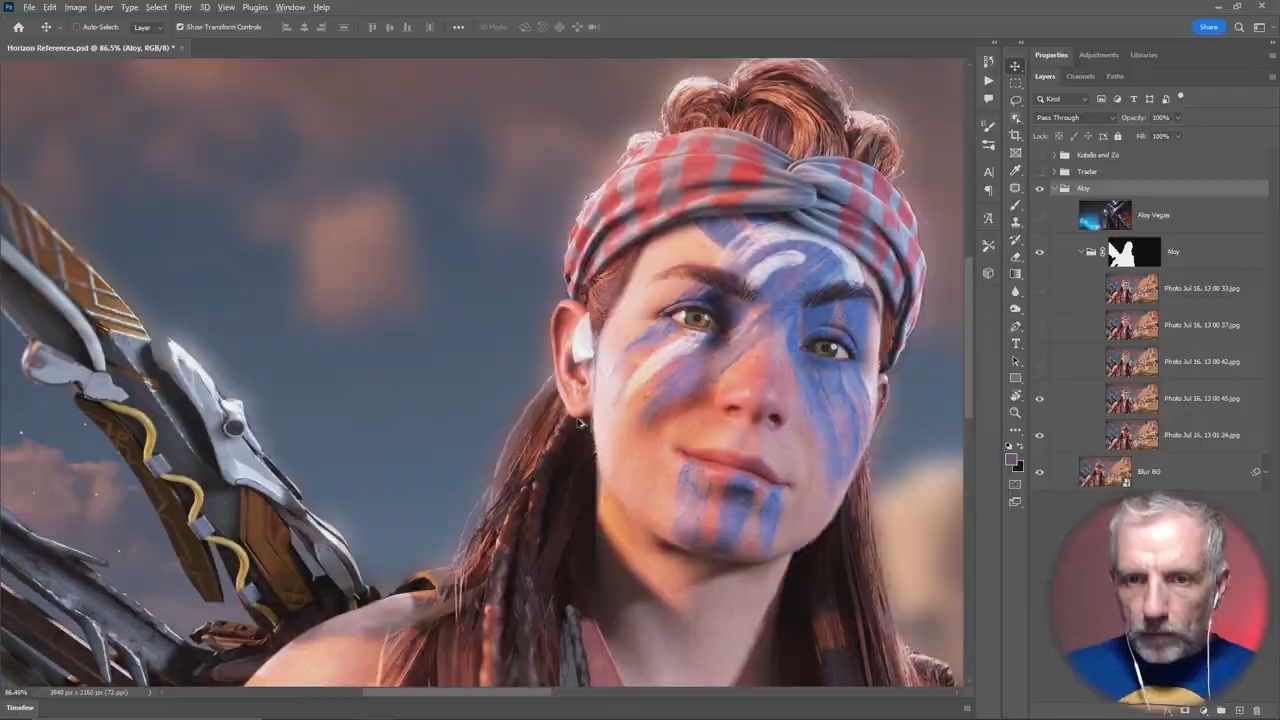 Ps File Edit Image Layer Type Select Filter 3D View Plugins Window Help
Auto-Select: Layer Show Transform Controls 3D Mode: Share
Horizon References.psd @ 86.5% (Aloy, RGB/8) *
Properties Adjustments Libraries
Layers Channels Paths
Kind
Pass Through Opacity: 100%
Lock: Fill: 100%
Kotallo and Zo
Trader
Aloy
Aloy Vegas
Aloy
Photo Jul 16, 13 00 33.jpg
Photo Jul 16, 13 00 37.jpg
Photo Jul 16, 13 00 42.jpg
Photo Jul 16, 13 00 45.jpg
Photo Jul 16, 13 01 24.jpg
Blur BG
86.46% 3840 px x 2160 px (72 ppi)
Timeline